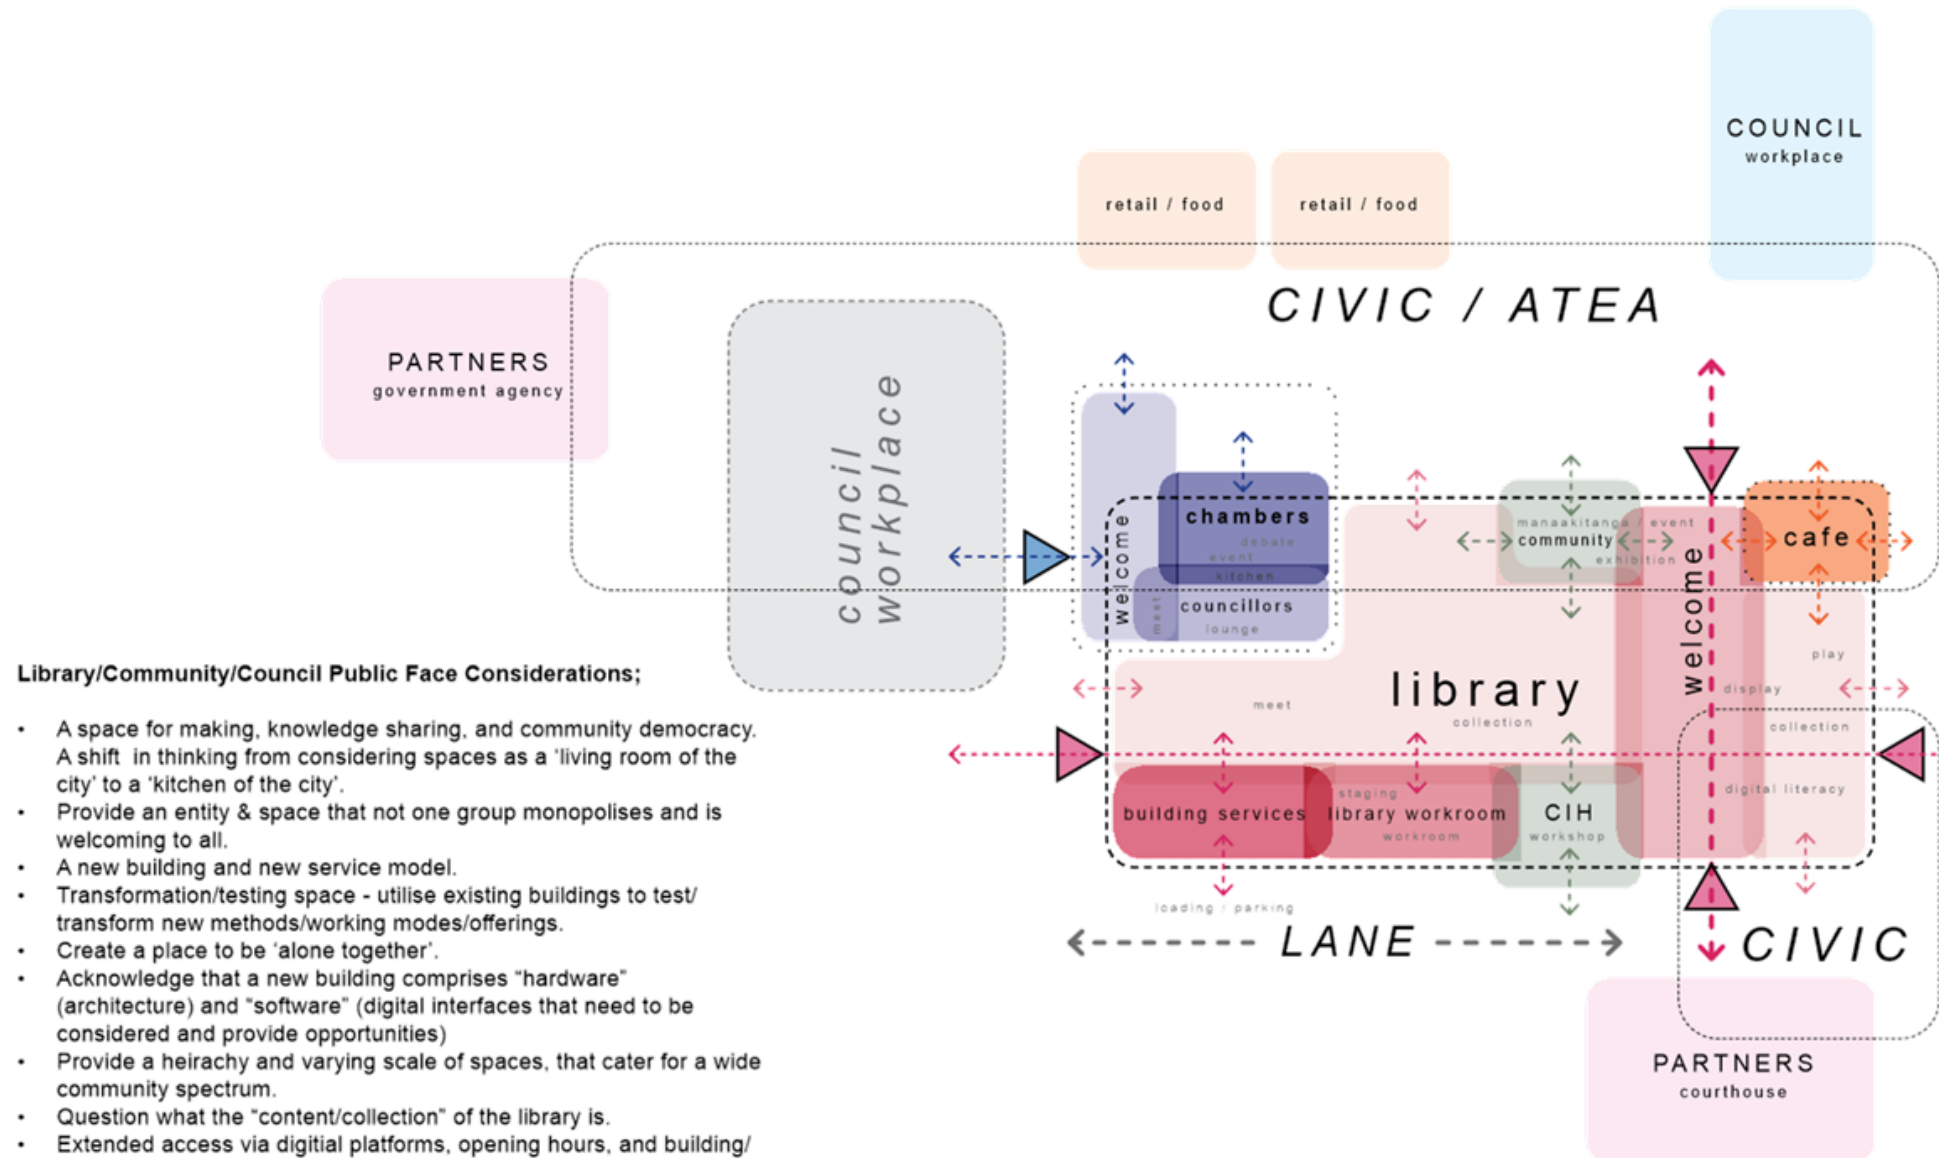 COUNCIL
workplace
retail / food
retail / food
CIVIC / ATEA
PARTNERS
government agency
council
workplace
chambers
debate
event
kitchen
welcome
meet
councillors
lounge
manaakitanga / event
community
exhibition
welcome
cafe
play
library
collection
meet
display
collection
digital literacy
building services
staging
library workroom
workroom
CIH
workshop
loading / parking
LANE
CIVIC
PARTNERS
courthouse
Library/Community/Council Public Face Considerations;
• A space for making, knowledge sharing, and community democracy.
A shift in thinking from considering spaces as a ‘living room of the
city’ to a ‘kitchen of the city’.
• Provide an entity & space that not one group monopolises and is
welcoming to all.
• A new building and new service model.
• Transformation/testing space - utilise existing buildings to test/
transform new methods/working modes/offerings.
• Create a place to be ‘alone together’.
• Acknowledge that a new building comprises “hardware”
(architecture) and “software” (digital interfaces that need to be
considered and provide opportunities)
• Provide a heirachy and varying scale of spaces, that cater for a wide
community spectrum.
• Question what the “content/collection” of the library is.
• Extended access via digitial platforms, opening hours, and building/